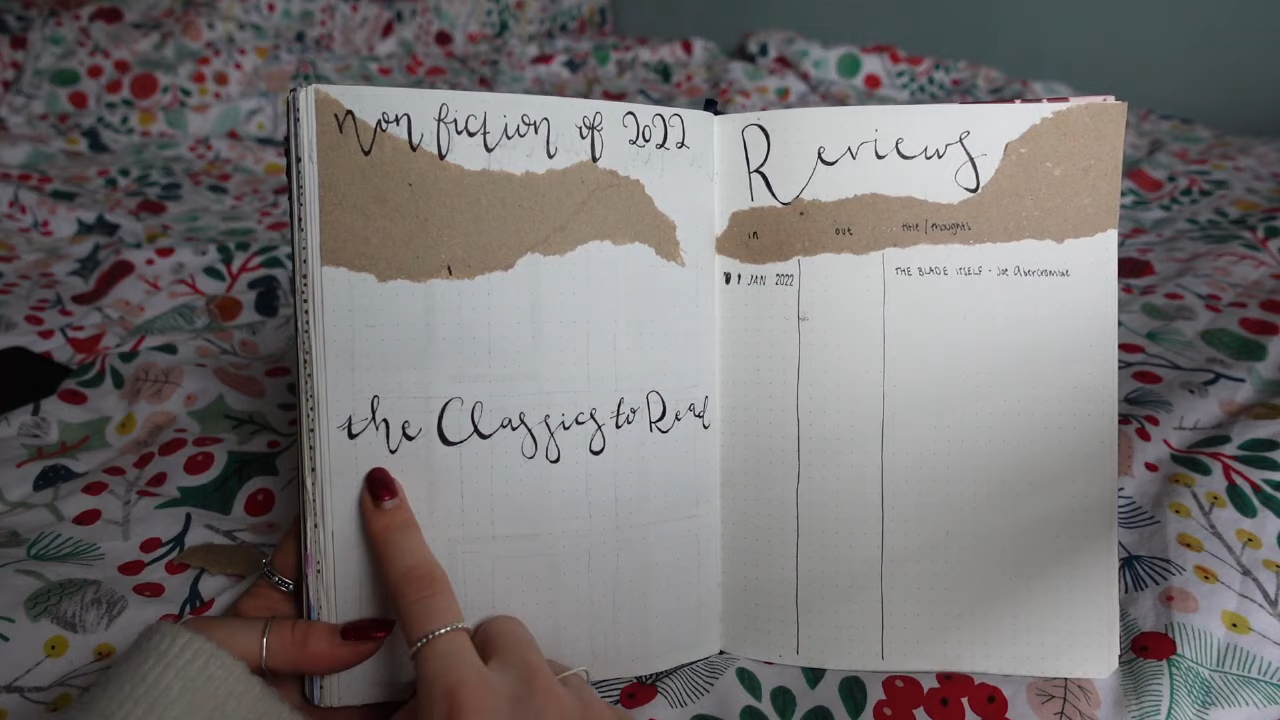 non fiction of 2022
the Classics to Read
Reviews
in out title / thoughts
1 JAN 2022 THE BLADE ITSELF - Joe Abercrombie